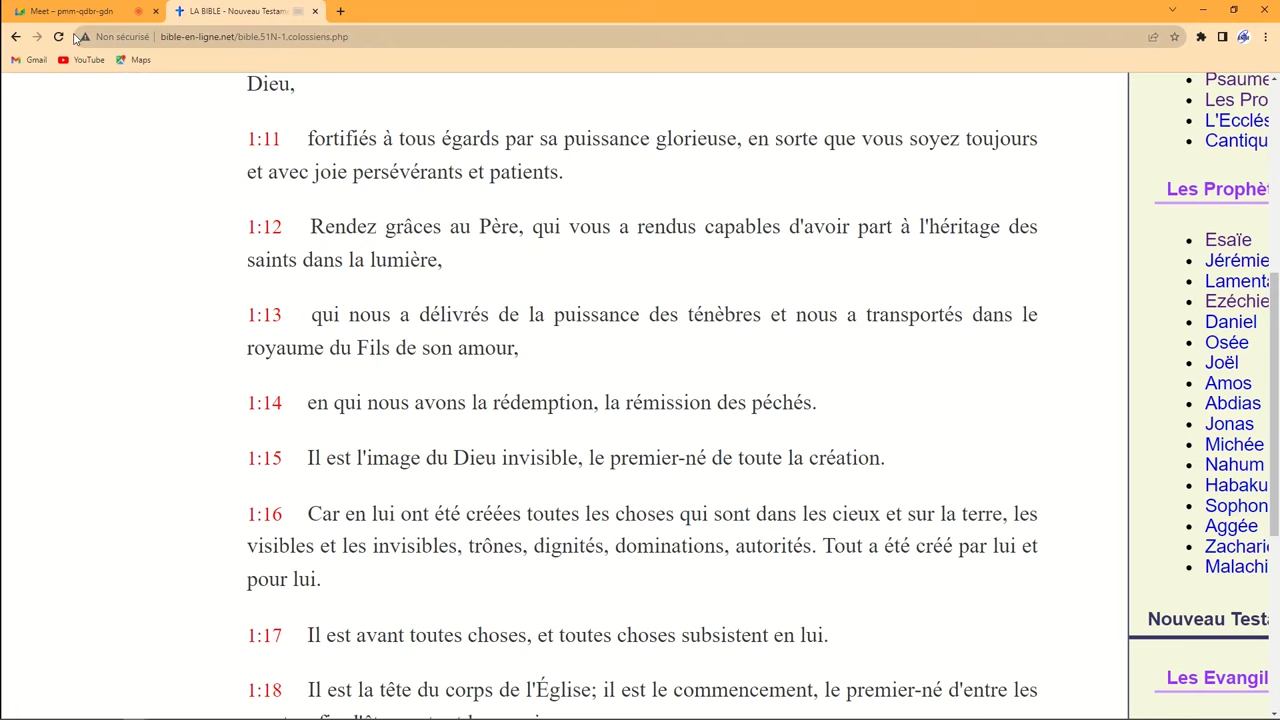 Meet – pmm-qdbr-gdn
LA BIBLE - Nouveau Testame
Non sécurisé
bible-en-ligne.net/bible,51N-1,colossiens.php
Gmail
YouTube
Maps
Dieu,
1:11 fortifiés à tous égards par sa puissance glorieuse, en sorte que vous soyez toujours
et avec joie persévérants et patients.
1:12 Rendez grâces au Père, qui vous a rendus capables d'avoir part à l'héritage des
saints dans la lumière,
1:13 qui nous a délivrés de la puissance des ténèbres et nous a transportés dans le
royaume du Fils de son amour,
1:14 en qui nous avons la rédemption, la rémission des péchés.
1:15 Il est l'image du Dieu invisible, le premier-né de toute la création.
1:16 Car en lui ont été créées toutes les choses qui sont dans les cieux et sur la terre, les
visibles et les invisibles, trônes, dignités, dominations, autorités. Tout a été créé par lui et
pour lui.
1:17 Il est avant toutes choses, et toutes choses subsistent en lui.
1:18 Il est la tête du corps de l'Église; il est le commencement, le premier-né d'entre les
Psaume
Les Pro
L'Ecclés
Cantiqu
Les Prophèt
Esaïe
Jérémie
Lamenta
Ezéchie
Daniel
Osée
Joël
Amos
Abdias
Jonas
Michée
Nahum
Habaku
Sophon
Aggée
Zacharie
Malachi
Nouveau Testa
Les Evangil